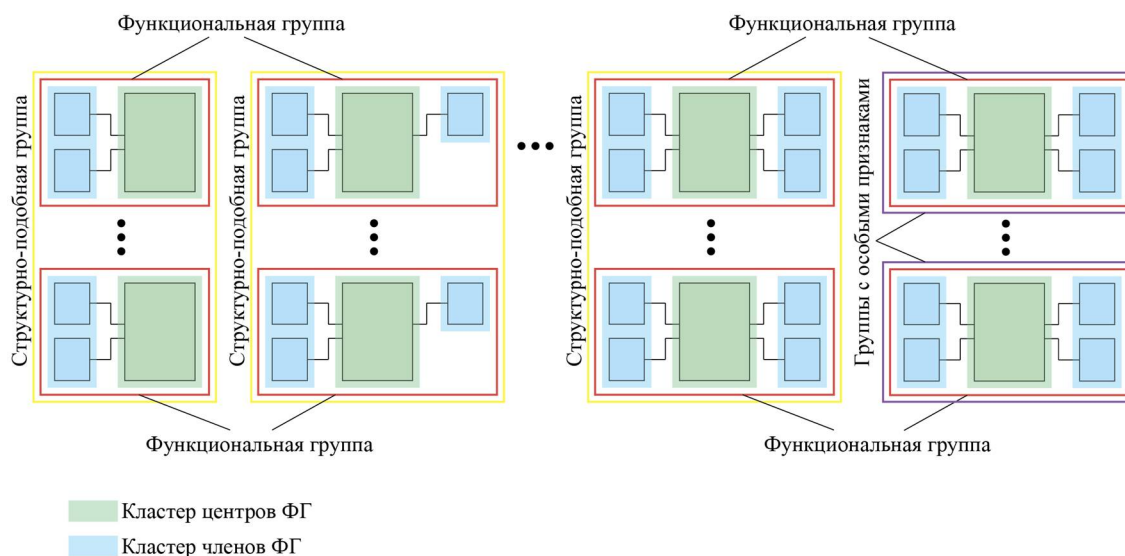 Функциональная группа
Функциональная группа
Структурно-подобная группа
Структурно-подобная группа
Структурно-подобная группа
Группы с особыми признаками
Функциональная группа
Функциональная группа
Кластер центров ФГ
Кластер членов ФГ